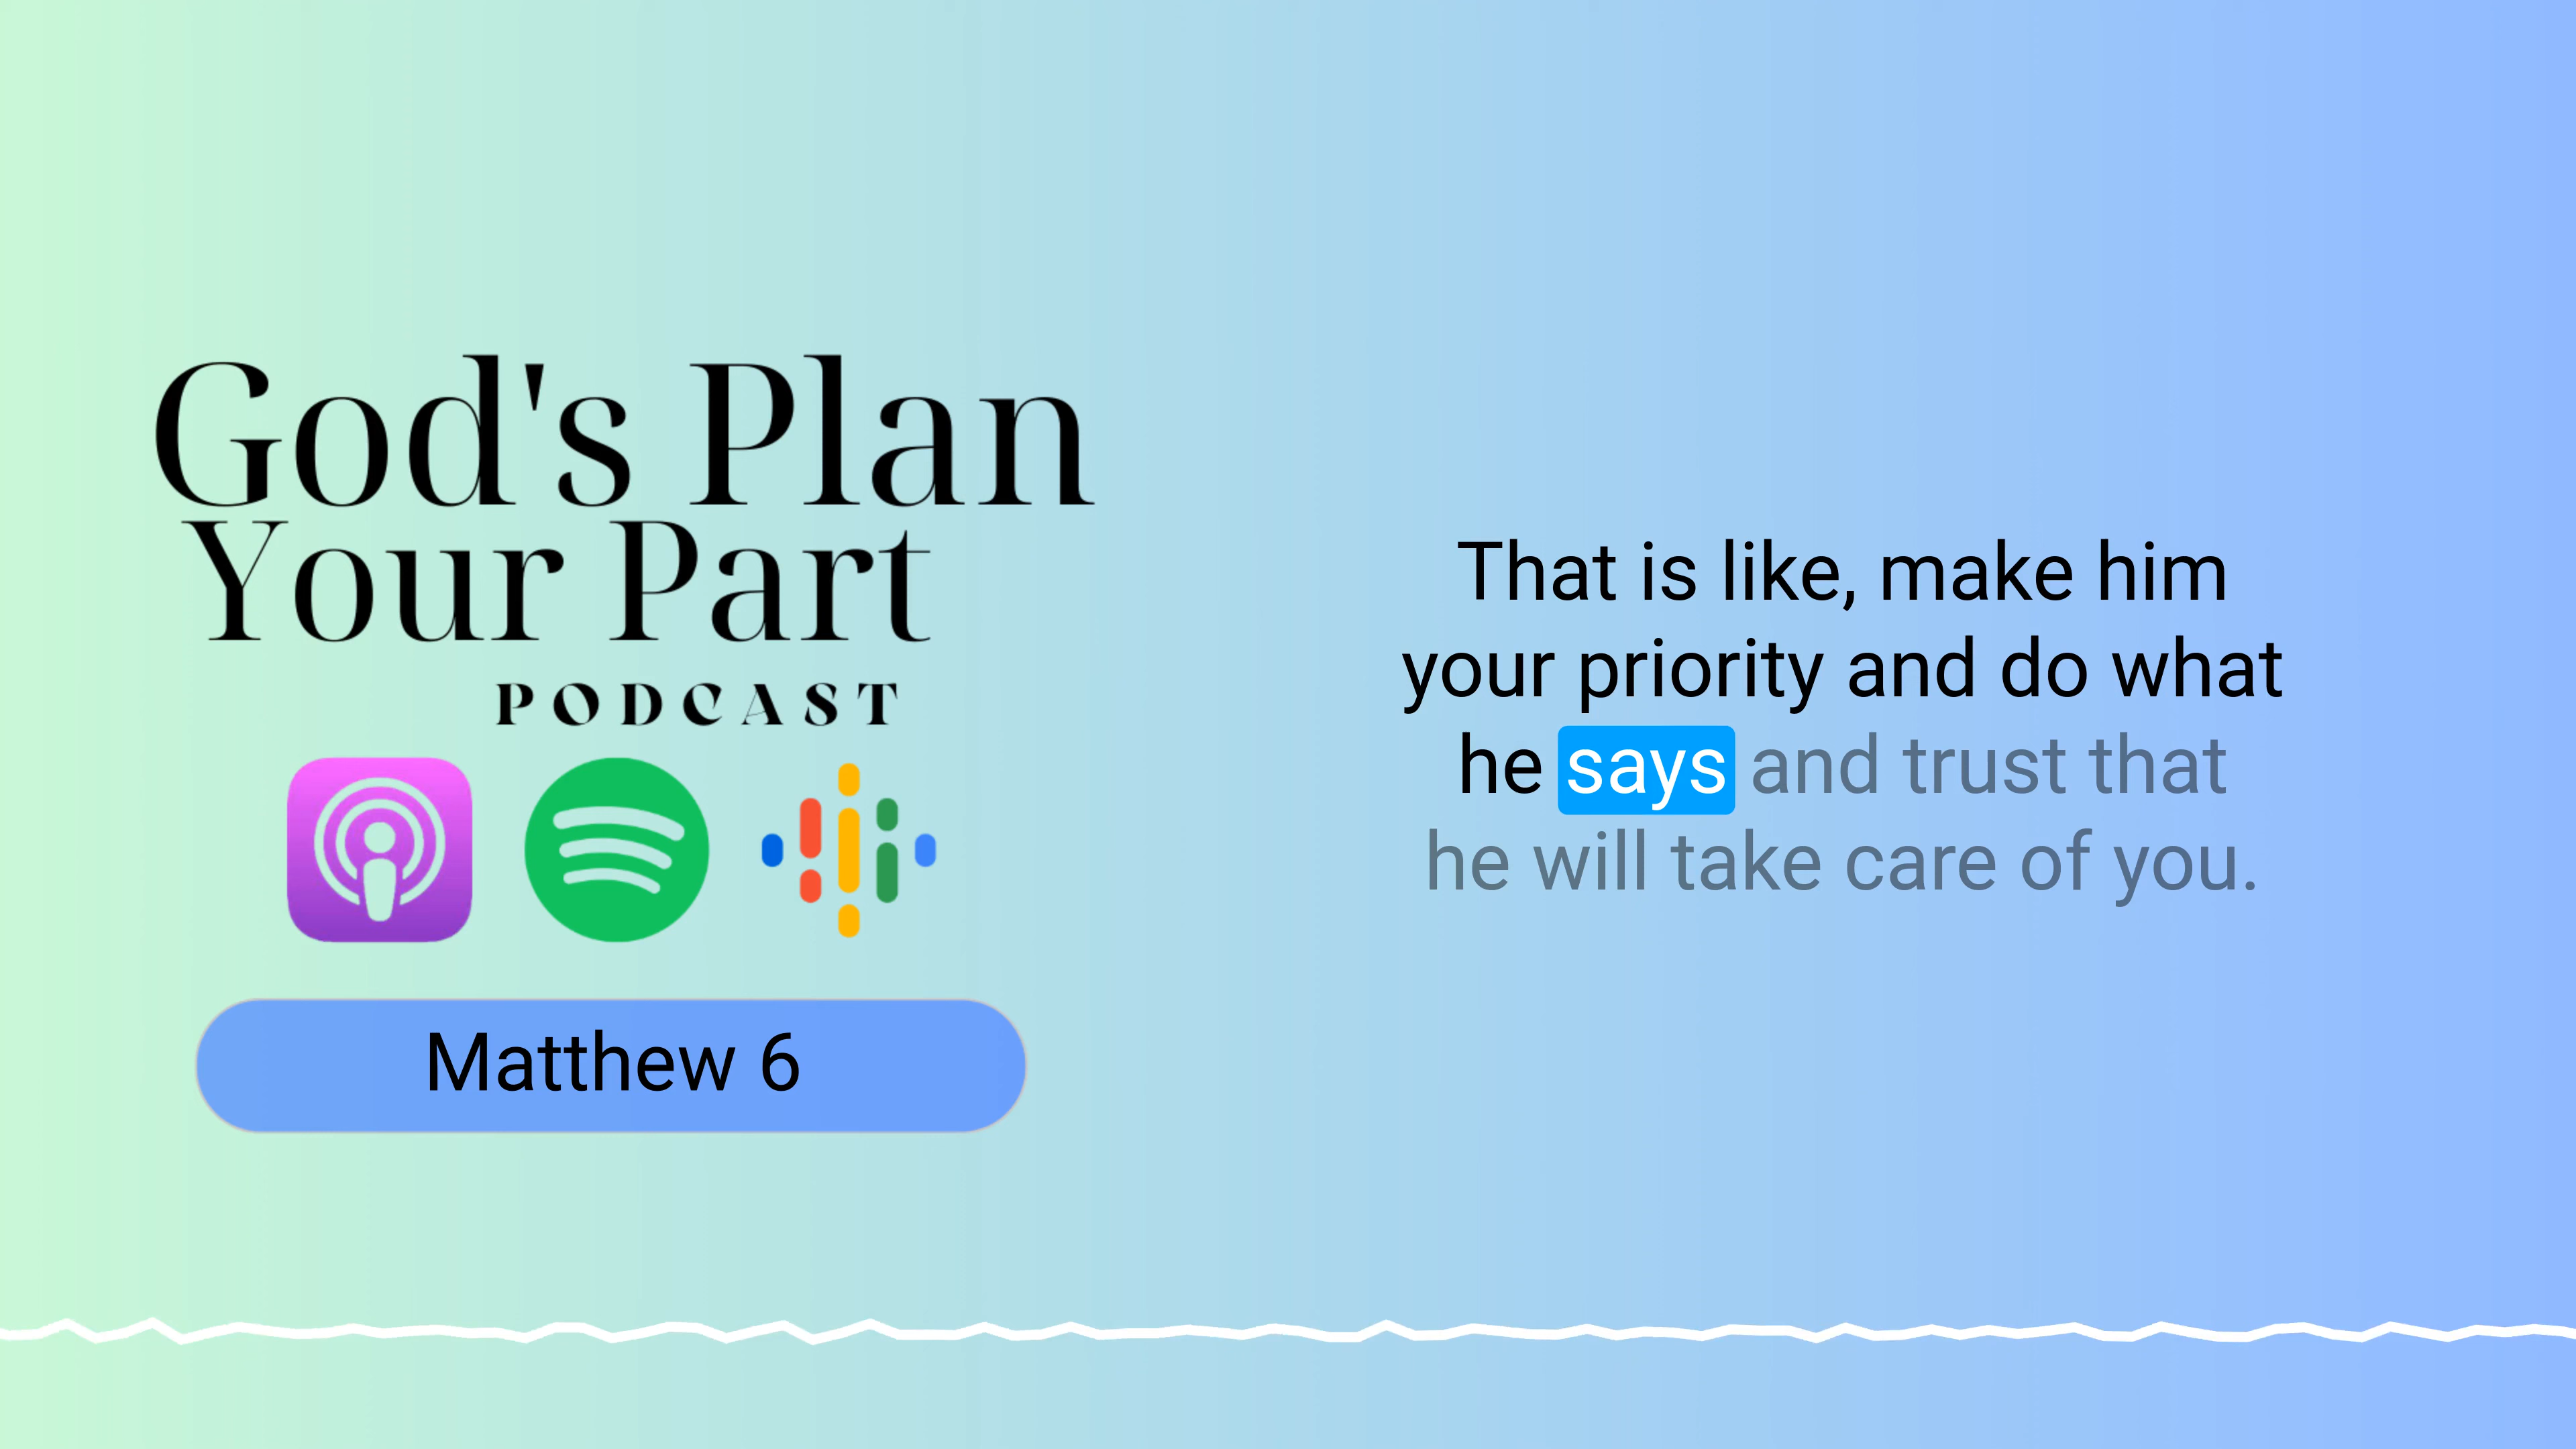 God's Plan
Your Part
PODCAST
Matthew 6
That is like, make him
your priority and do what
he says and trust that
he will take care of you.